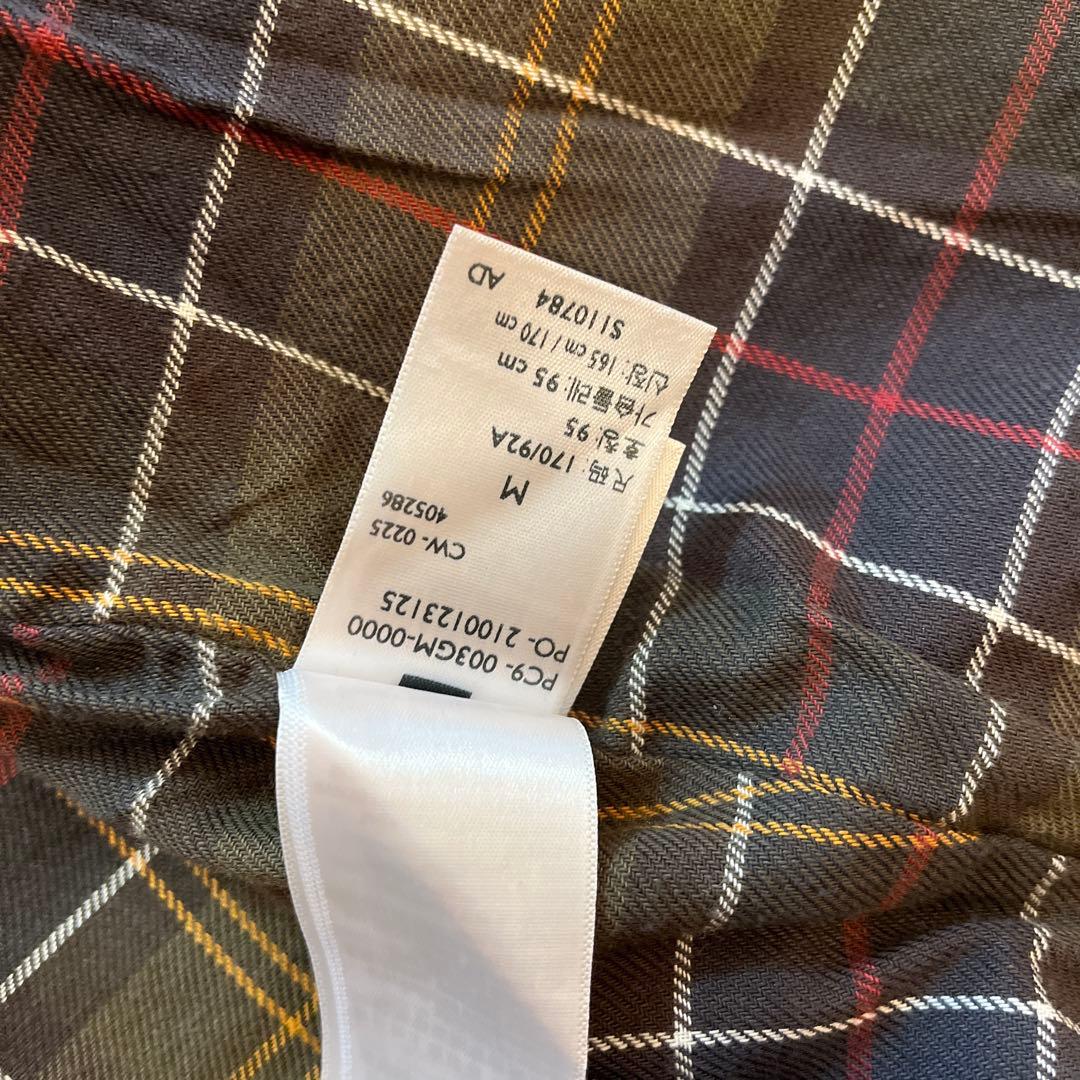 PC9- 003GM-0000
PO- 2100123125
CW- 0225
405286
M
尺码: 170/92A
호칭: 95
가슴둘레: 95 cm
신장: 165 cm / 170 cm
S110784
AD